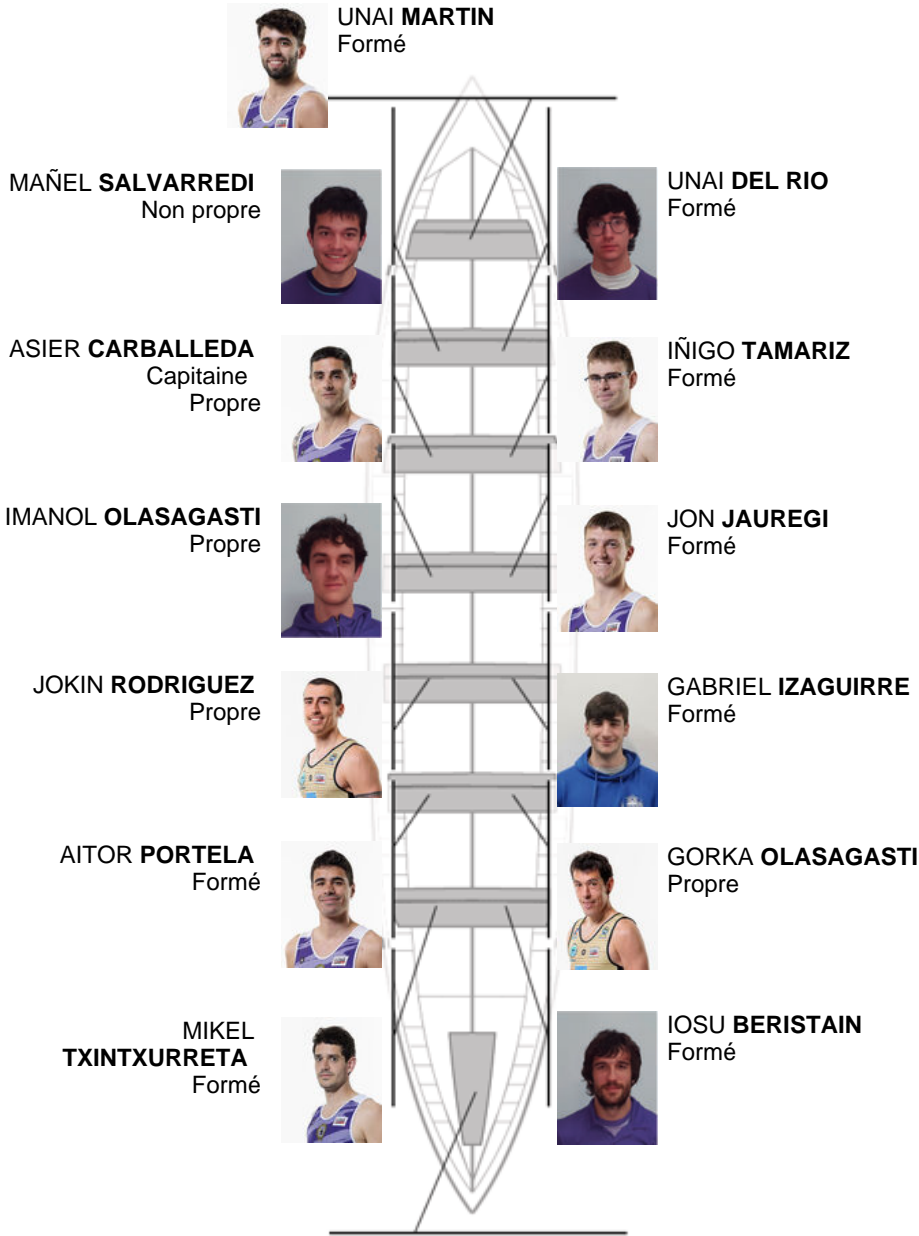 UNAI MARTIN
Formé
MAÑEL SALVARREDI
Non propre
UNAI DEL RIO
Formé
ASIER CARBALLEDA
Capitaine
Propre
IÑIGO TAMARIZ
Formé
IMANOL OLASAGASTI
Propre
JON JAUREGI
Formé
JOKIN RODRIGUEZ
Propre
GABRIEL IZAGUIRRE
Formé
AITOR PORTELA
Formé
GORKA OLASAGASTI
Propre
MIKEL
TXINTXURRETA
Formé
IOSU BERISTAIN
Formé